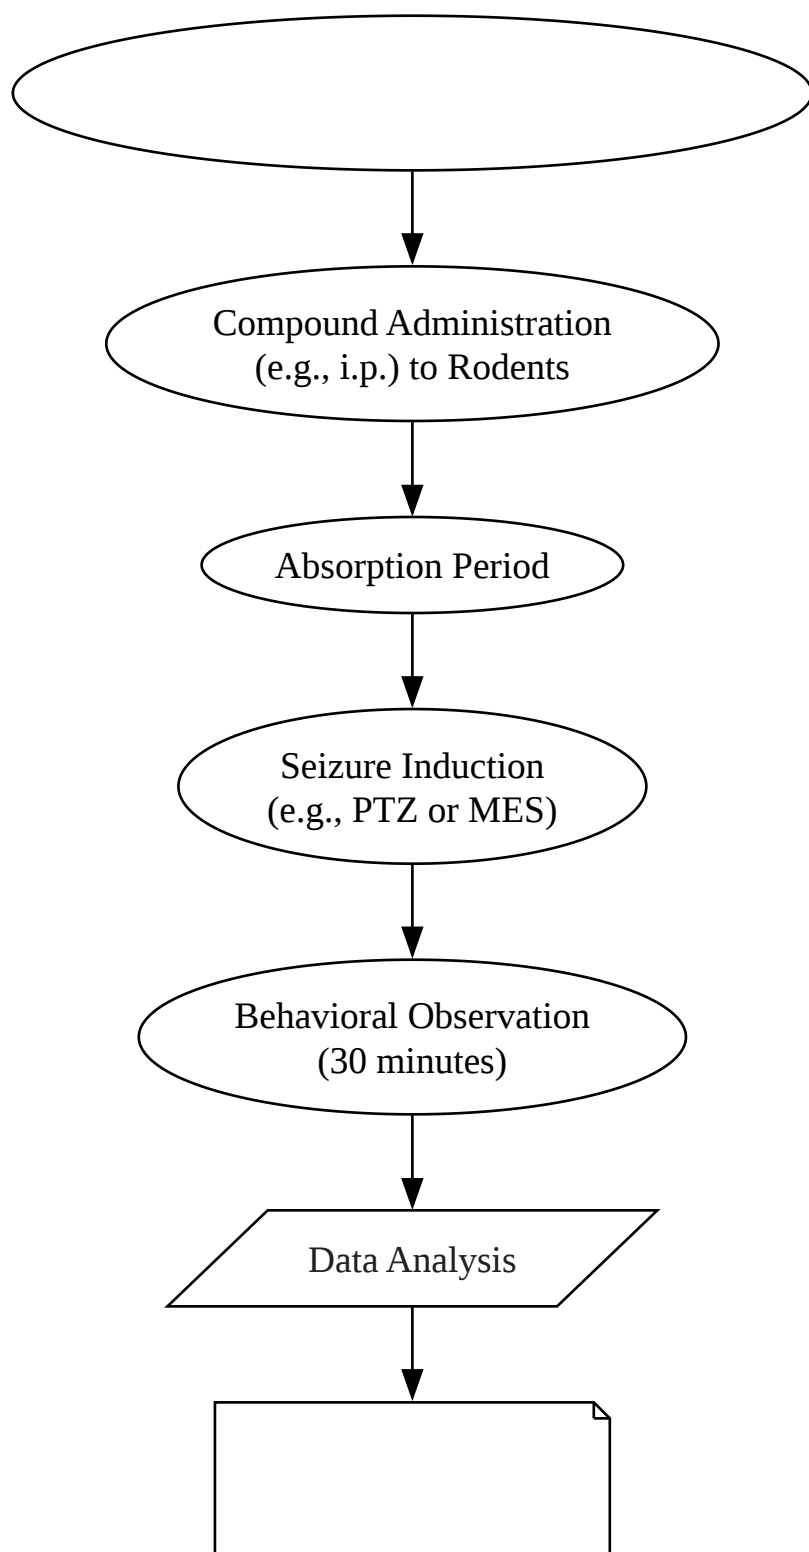 Compound Administration
(e.g., i.p.) to Rodents
Absorption Period
Seizure Induction
(e.g., PTZ or MES)
Behavioral Observation
(30 minutes)
Data Analysis